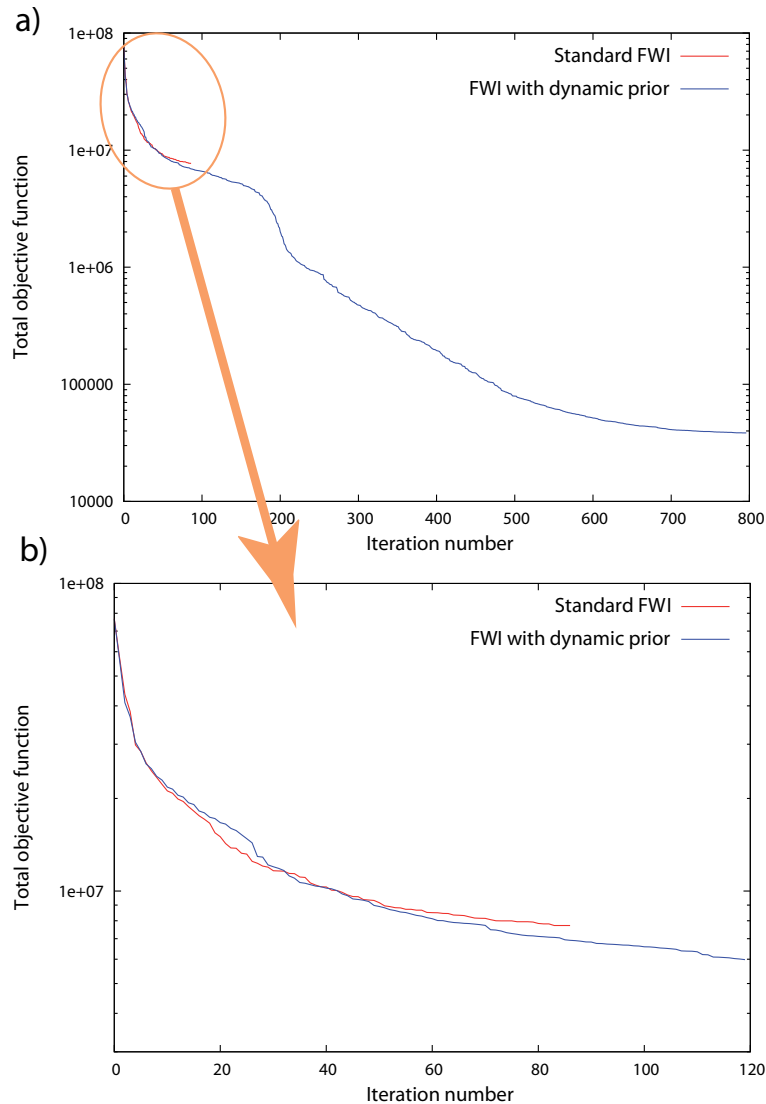 a)
1e+08
1e+07
1e+06
100000
10000
Total objective function
Standard FWI
FWI with dynamic prior
0 100 200 300 400 500 600 700 800
Iteration number
b)
1e+08
1e+07
Total objective function
Standard FWI
FWI with dynamic prior
0 20 40 60 80 100 120
Iteration number